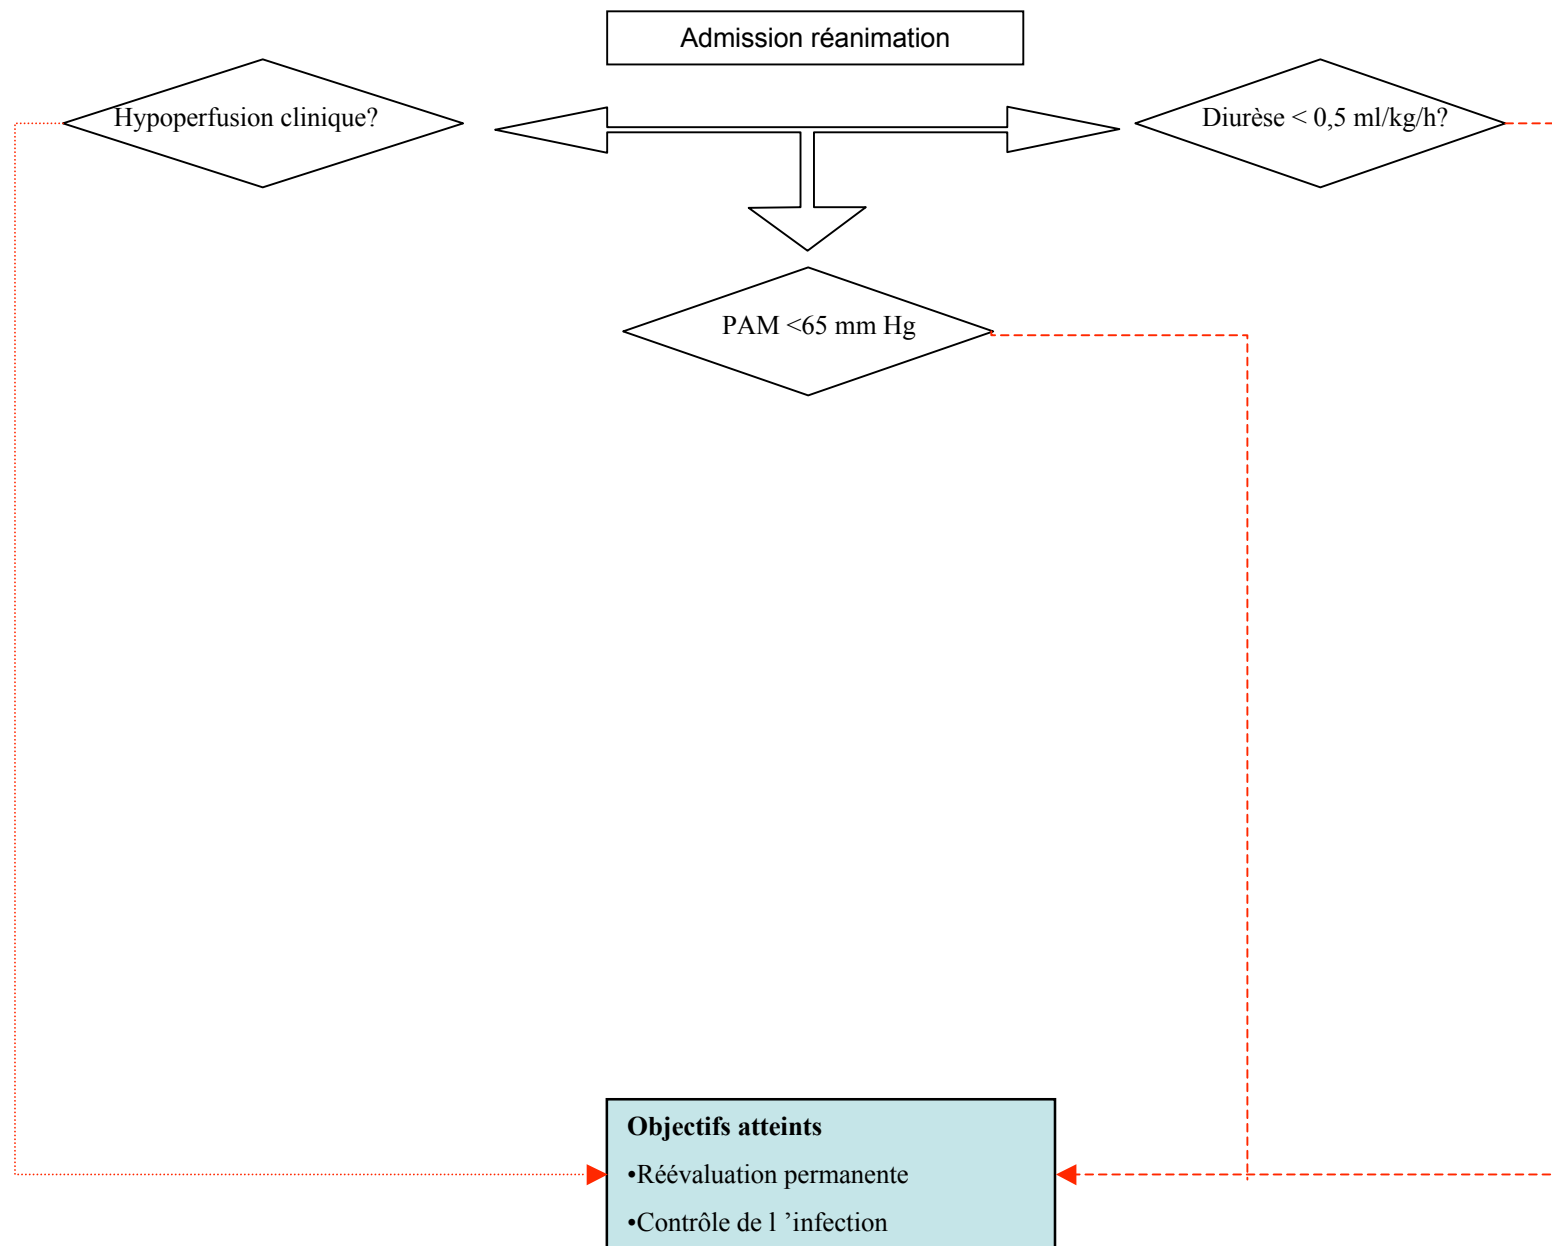 Admission réanimation
Hypoperfusion clinique?
Diurèse < 0,5 ml/kg/h?
PAM <65 mm Hg
Objectifs atteints
•Réévaluation permanente
•Contrôle de l ’infection